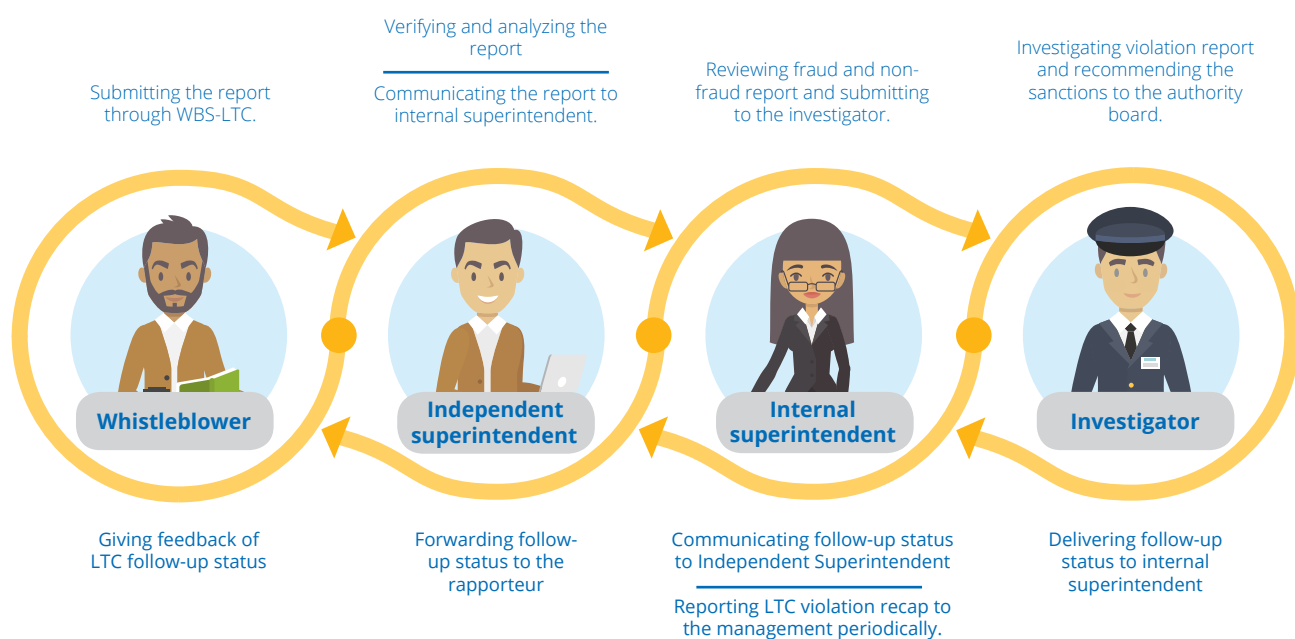 Submitting the report
through WBS-LTC.
Verifying and analyzing the
report
Communicating the report to
internal superintendent.
Reviewing fraud and non-
fraud report and submitting
to the investigator.
Investigating violation report
and recommending the
sanctions to the authority
board.
Whistleblower
Independent
superintendent
Internal
superintendent
Investigator
Giving feedback of
LTC follow-up status
Forwarding follow-
up status to the
rapporteur
Communicating follow-up status
to Independent Superintendent
Reporting LTC violation recap to
the management periodically.
Delivering follow-up
status to internal
superintendent